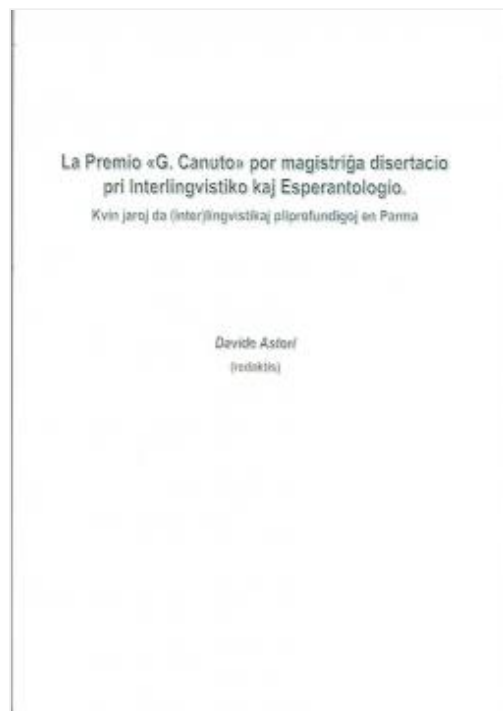 La Premio «G. Canuto» por magistriĝa disertacio
pri Interlingvistiko kaj Esperantologio.
Kvin jaroj da (inter)lingvistikaj pliprofundigoj en Parma
Davide Astori
(redaktis)